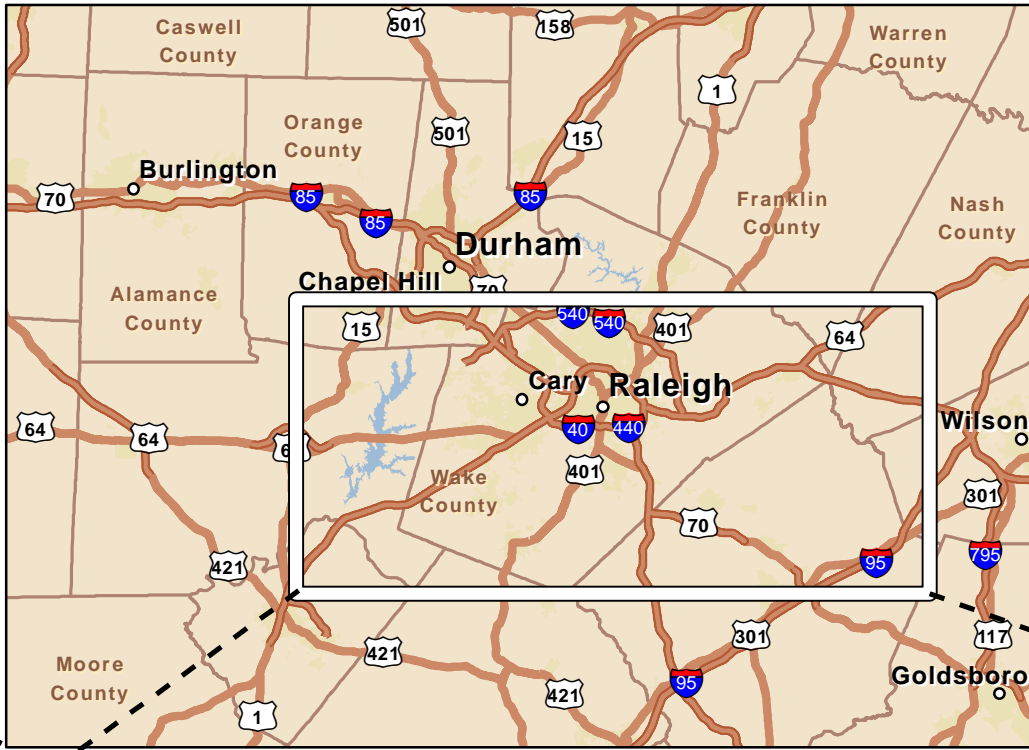 Caswell
County
501
158
Warren
County
1
Orange
County
501
15
Burlington
70
85
85
85
Franklin
County
Nash
County
Durham
Chapel Hill
70
Alamance
County
15
540
540
401
64
Cary
Raleigh
64
64
40
440
Wilson
401
Wake
County
301
70
421
95
795
301
117
Moore
County
421
95
421
Goldsboro
1